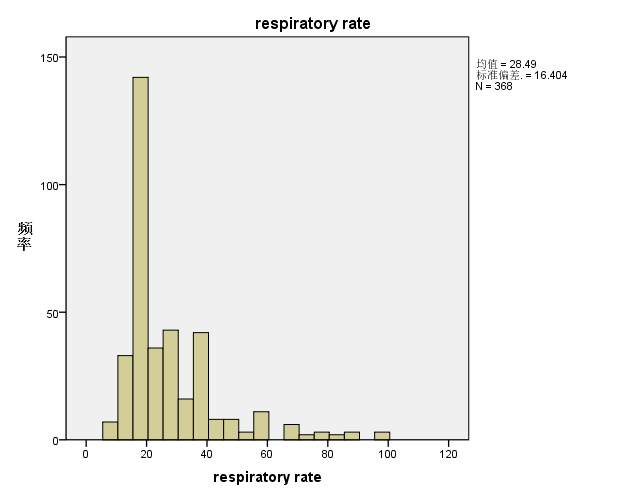 respiratory rate
均值 = 28.49
标准偏差. = 16.404
N = 368
150
100
50
0
频率
0 20 40 60 80 100 120
respiratory rate